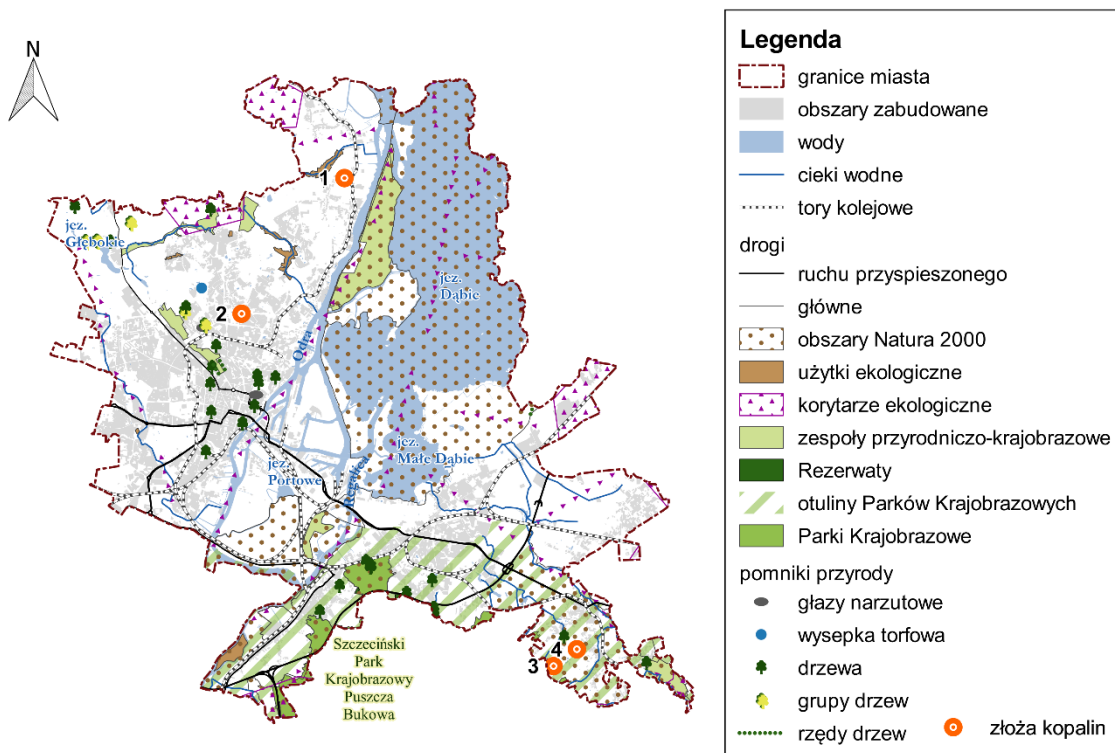 N
1
jez.
Głębokie
2
jez.
Dąbie
Odra
jez.
Małe Dąbie
jez.
Portowe
Regalica
Szczeciński
Park
Krajobrazowy
Puszcza
Bukowa
4
3
Legenda
granice miasta
obszary zabudowane
wody
cieki wodne
tory kolejowe
drogi
ruchu przyspieszonego
główne
obszary Natura 2000
użytki ekologiczne
korytarze ekologiczne
zespoły przyrodniczo-krajobrazowe
Rezerwaty
otuliny Parków Krajobrazowych
Parki Krajobrazowe
pomniki przyrody
głazy narzutowe
wysepka torfowa
drzewa
grupy drzew
rzędy drzew
złoża kopalin